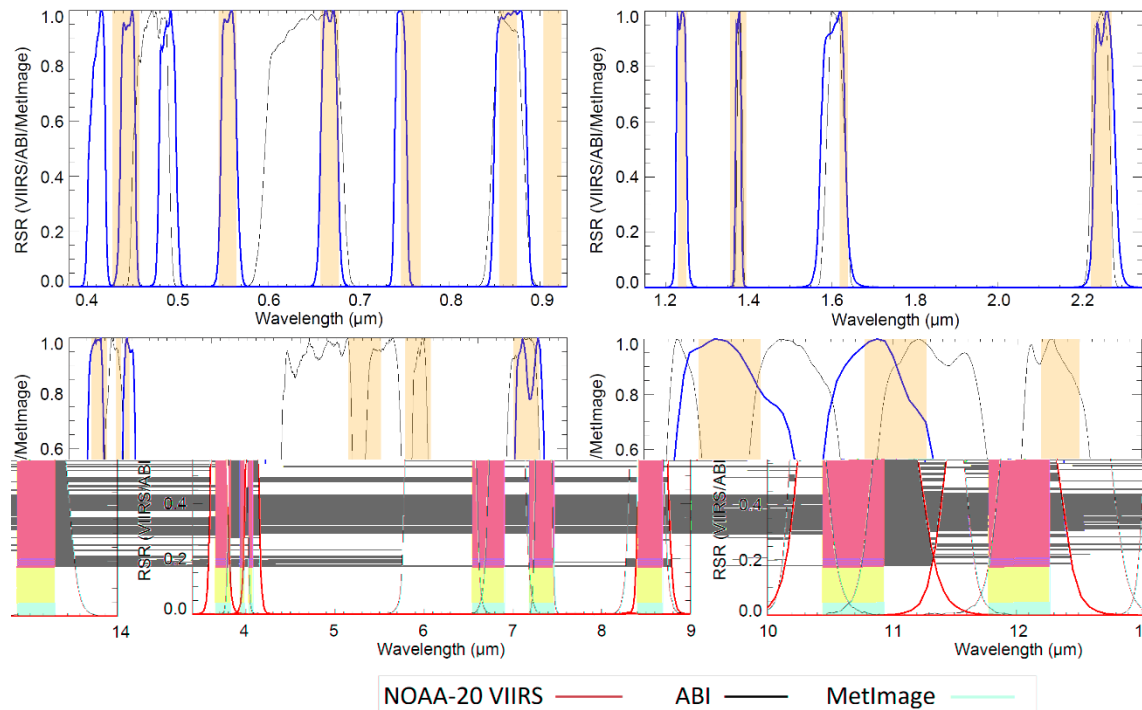 1.0
0.8
0.6
0.4
0.2
0.0
RSR (VIIRS/ABI/MetImage)
0.4 0.5 0.6 0.7 0.8 0.9
Wavelength (µm)
1.0
0.8
0.6
0.4
0.2
0.0
RSR (VIIRS/ABI/MetImage)
1.2 1.4 1.6 1.8 2.0 2.2
Wavelength (µm)
1.0
0.8
0.6
/MetImage)
1.0
0.8
0.6
/MetImage)
0.4
0.2
0.0
RSR (VIIRS/ABI
14 4 5 6 7 8 9
Wavelength (µm)
0.4
0.2
0.0
RSR (VIIRS/ABI
10 11 12
Wavelength (µm)
NOAA-20 VIIRS ABI MetImage